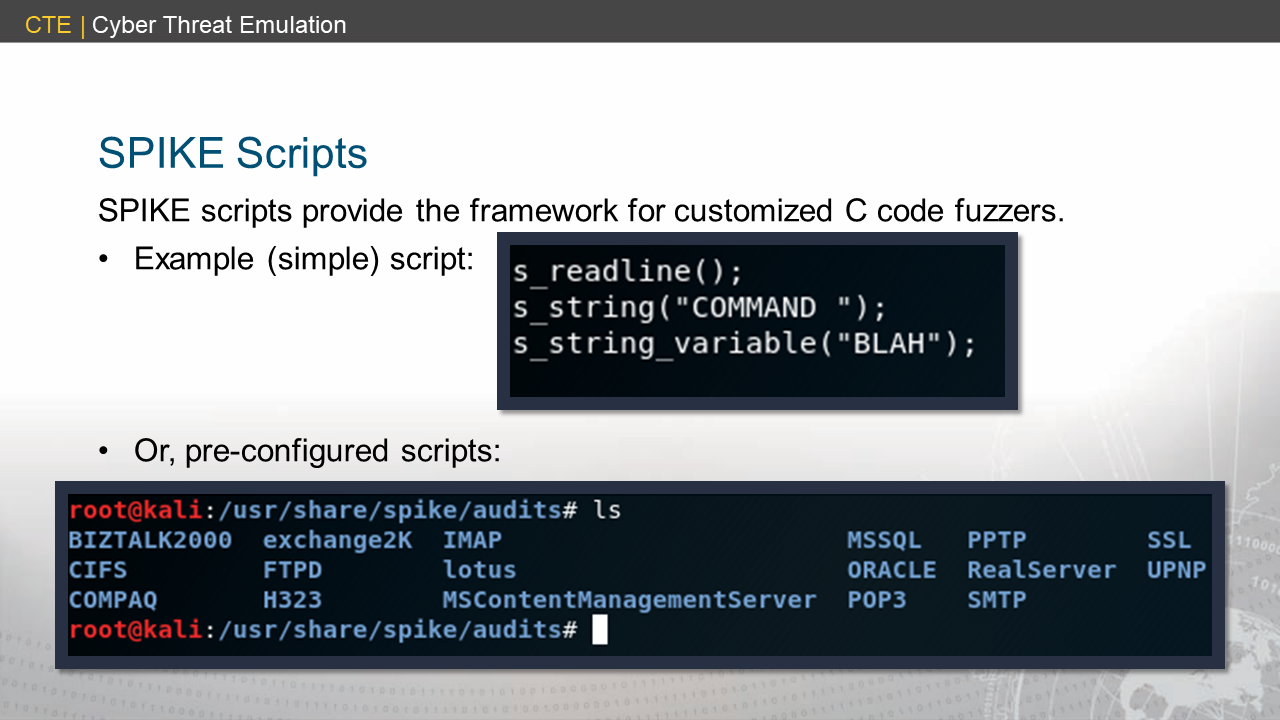 CTE | Cyber Threat Emulation
SPIKE Scripts
SPIKE scripts provide the framework for customized C code fuzzers.
• Example (simple) script:
s_readline();
s_string("COMMAND ");
s_string_variable("BLAH");
• Or, pre-configured scripts:
root@kali:/usr/share/spike/audits# ls
BIZTALK2000 exchange2K IMAP MSSQL PPTP SSL
CIFS FTPD lotus ORACLE RealServer UPNP
COMPAQ H323 MSContentManagementServer POP3 SMTP
root@kali:/usr/share/spike/audits#